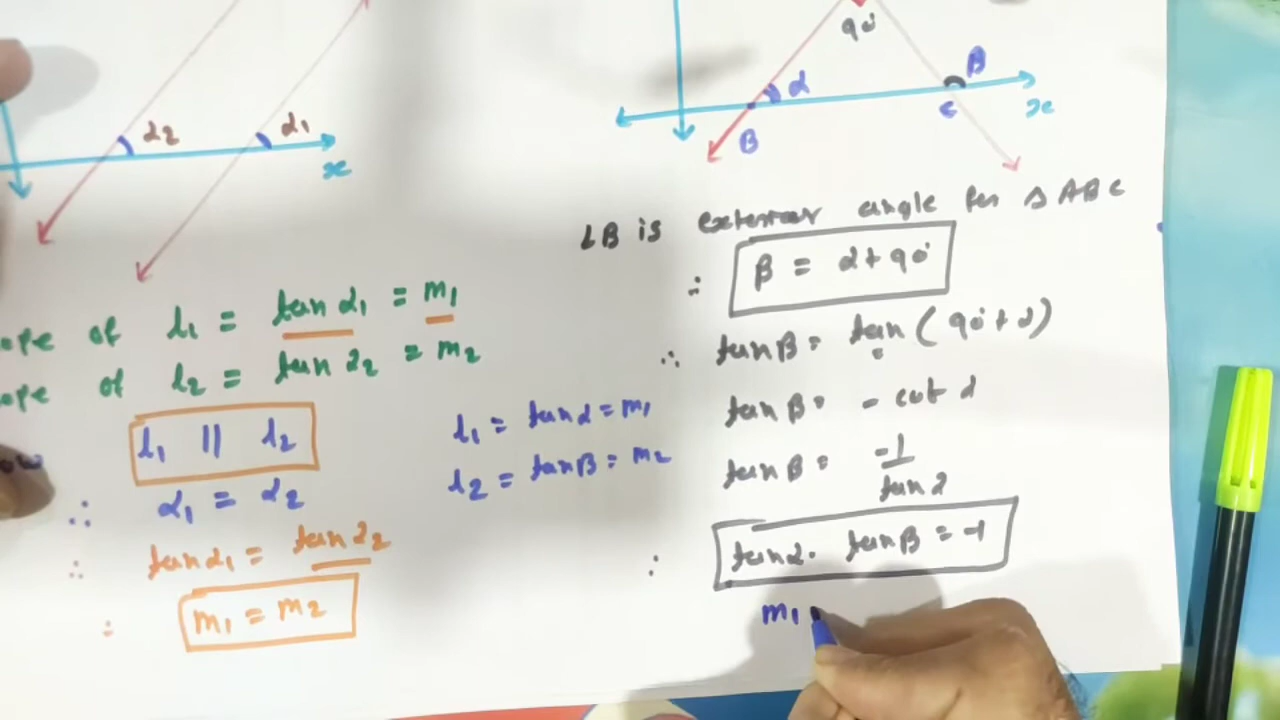 α2
α1
x
ope of l1 = tan α1 = m1
ope of l2 = tan α2 = m2
ow
l1 || l2
∴ α1 = α2
∴ tan α1 = tan α2
∴ m1 = m2
l1 = tan α = m1
l2 = tan β = m2
90°
α
β
B
C
x
∠B is exterior angle for Δ ABC
∴ β = α + 90°
∴ tan β = tan (90° + α)
tan β = - cot α
tan β = -1/tan α
∴ tan α · tan β = -1
m1